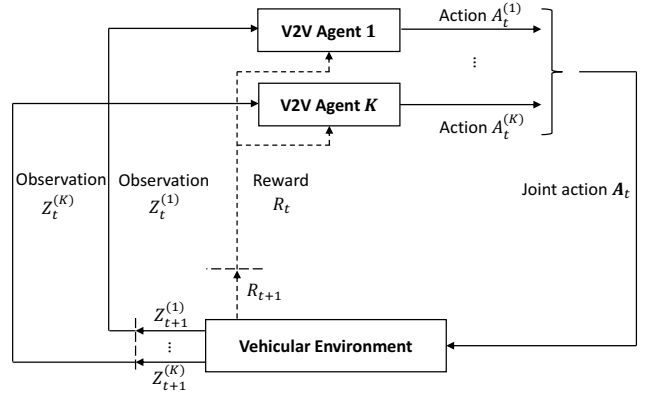 V2V Agent 1
Action A_t^{(1)}
⋮
V2V Agent K
Action A_t^{(K)}
Observation
Z_t^{(K)}
Observation
Z_t^{(1)}
Reward
R_t
Joint action A_t
R_{t+1}
Z_{t+1}^{(1)}
⋮
Z_{t+1}^{(K)}
Vehicular Environment